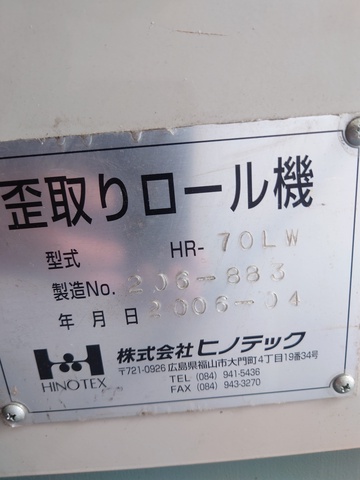 歪取りロール機
型式 HR-70LW
製造No. 206-883
年月日 2006-04
株式会社ヒノテック
〒721-0926 広島県福山市大門町4丁目19番34号
TEL (084) 941-5436
FAX (084) 943-3270
HINOTEX